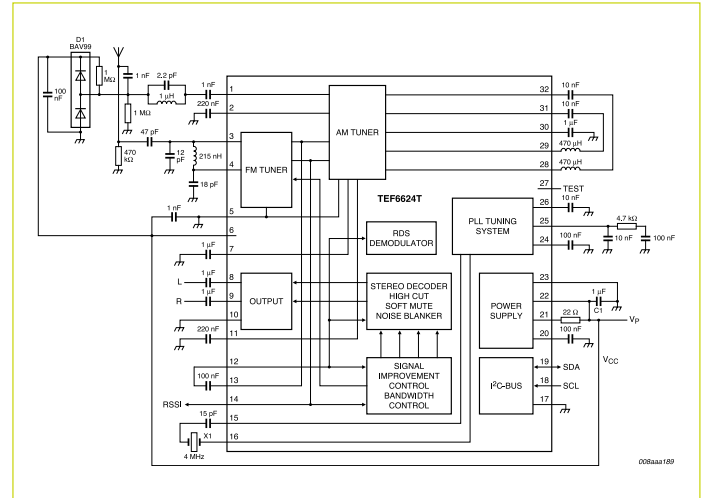 D1
BAV99
100
nF
1
MΩ
1 nF
2.2 pF
1 µH
1 MΩ
1 nF
220 nF
47 pF
470
kΩ
12
pF
215 nH
18 pF
1 nF
1 µF
L
1 µF
R
1 µF
220 nF
100 nF
RSSI
15 pF
X1
4 MHz
1
2
3
4
5
6
7
8
9
10
11
12
13
14
15
16
AM TUNER
FM TUNER
TEF6624T
RDS
DEMODULATOR
PLL TUNING
SYSTEM
OUTPUT
STEREO DECODER
HIGH CUT
SOFT MUTE
NOISE BLANKER
POWER
SUPPLY
SIGNAL
IMPROVEMENT
CONTROL
BANDWIDTH
CONTROL
I²C-BUS
32
31
30
29
28
27
26
25
24
23
22
21
20
19
18
17
10 nF
10 nF
1 µF
470 µH
470 µH
TEST
10 nF
4.7 kΩ
10 nF
100 nF
100 nF
1 µF
C1
22 Ω
VP
100 nF
VCC
SDA
SCL
008aaa189